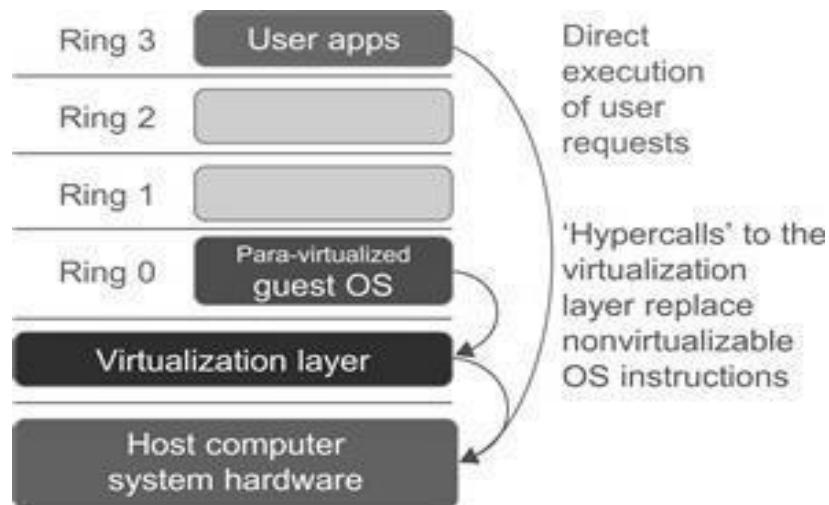 Ring 3
User apps
Direct
execution
of user
requests
Ring 2
Ring 1
Ring 0
Para-virtualized
guest OS
'Hypercalls' to the
virtualization
layer replace
nonvirtualizable
OS instructions
Virtualization layer
Host computer
system hardware